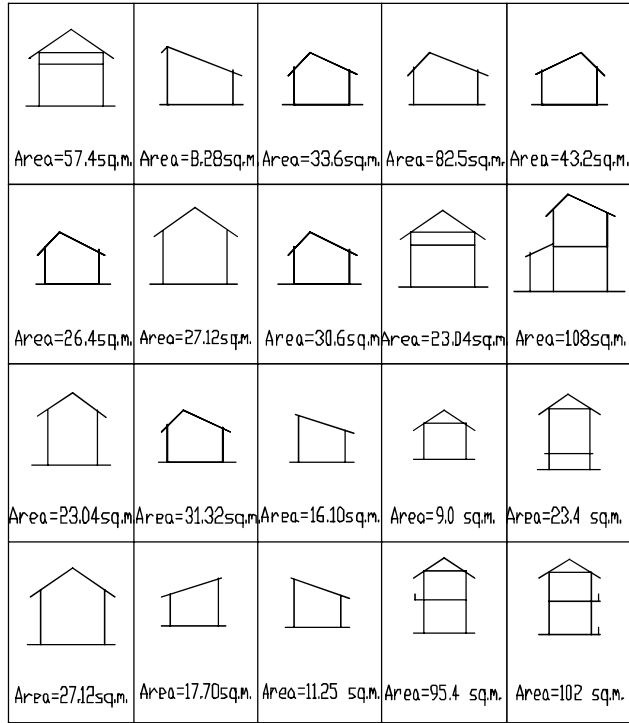 Area=57.4sq.m.
Area=8.28sq.m.
Area=33.6sq.m.
Area=82.5sq.m.
Area=43.2sq.m.
Area=26.4sq.m.
Area=27.12sq.m.
Area=30.6sq.m.
Area=23.04sq.m.
Area=108sq.m.
Area=23.04sq.m
Area=31.32sq.m.
Area=16.10sq.m.
Area=9.0 sq.m.
Area=23.4 sq.m.
Area=27.12sq.m.
Area=17.70sq.m.
Area=11.25 sq.m.
Area=95.4 sq.m.
Area=102 sq.m.